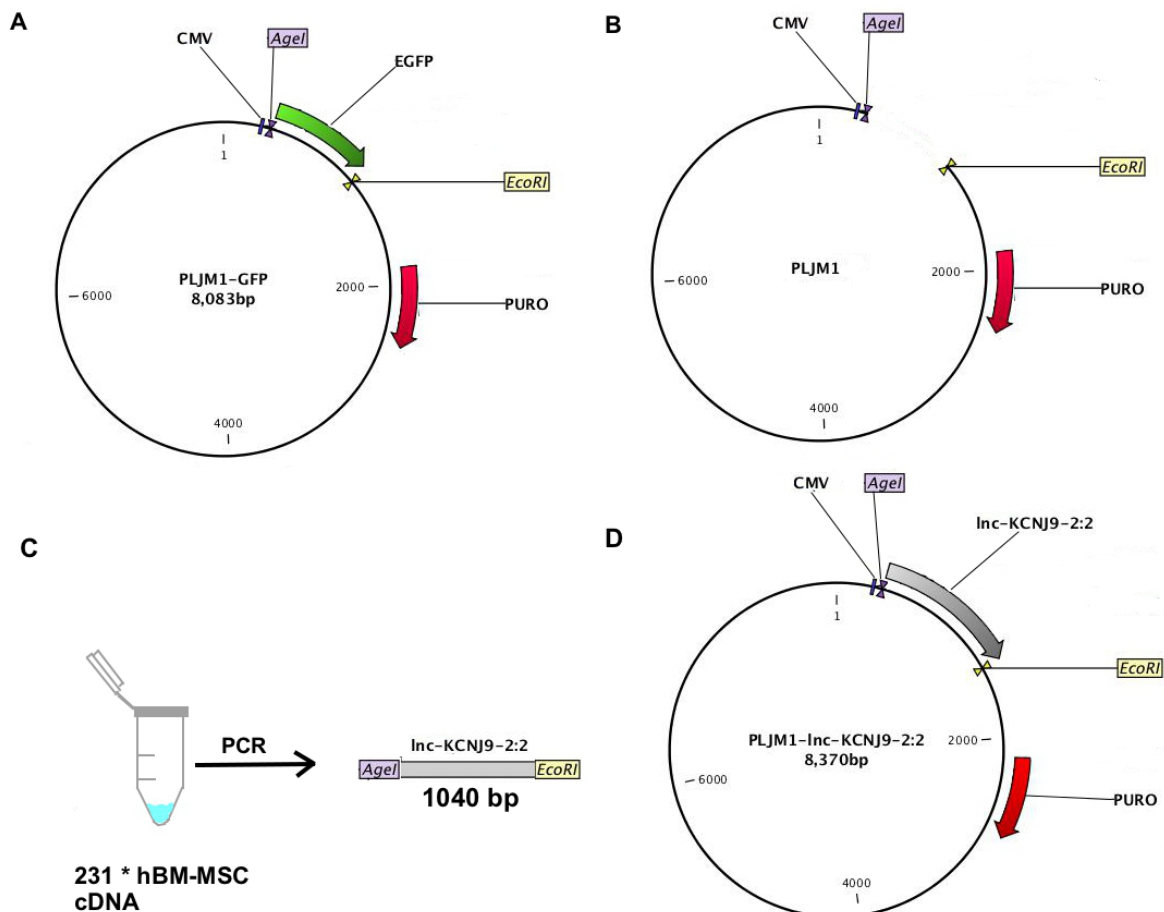 A
CMV
AgeI
EGFP
1
EcoRI
PLJM1-GFP
8,083bp
2000
6000
PURO
4000
B
CMV
AgeI
1
EcoRI
PLJM1
2000
6000
PURO
4000
C
PCR
lnc-KCNJ9-2:2
AgeI
EcoRI
1040 bp
231 * hBM-MSC
cDNA
D
CMV
AgeI
lnc-KCNJ9-2:2
1
EcoRI
PLJM1-lnc-KCNJ9-2:2
8,370bp
2000
6000
PURO
4000